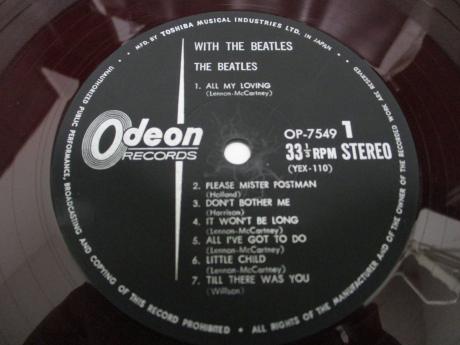 • MFD. BY TOSHIBA MUSICAL INDUSTRIES LTD. IN JAPAN •
ALL RIGHTS OF THE MANUFACTURER AND OF THE OWNER OF THE RECORDED WORK ARE RESERVED
UNAUTHORIZED PUBLIC PERFORMANCE, BROADCASTING AND COPYING OF THIS RECORD PROHIBITED •
WITH THE BEATLES
THE BEATLES
1. ALL MY LOVING
(Lennon-McCartney)
Odeon
RECORDS
OP-7549 1
33 1/3 RPM STEREO
(YEX-110)
2. PLEASE MISTER POSTMAN
(Holland)
3. DON'T BOTHER ME
(Harrison)
4. IT WON'T BE LONG
(Lennon-McCartney)
5. ALL I'VE GOT TO DO
(Lennon-McCartney)
6. LITTLE CHILD
(Lennon-McCartney)
7. TILL THERE WAS YOU
(Willson)